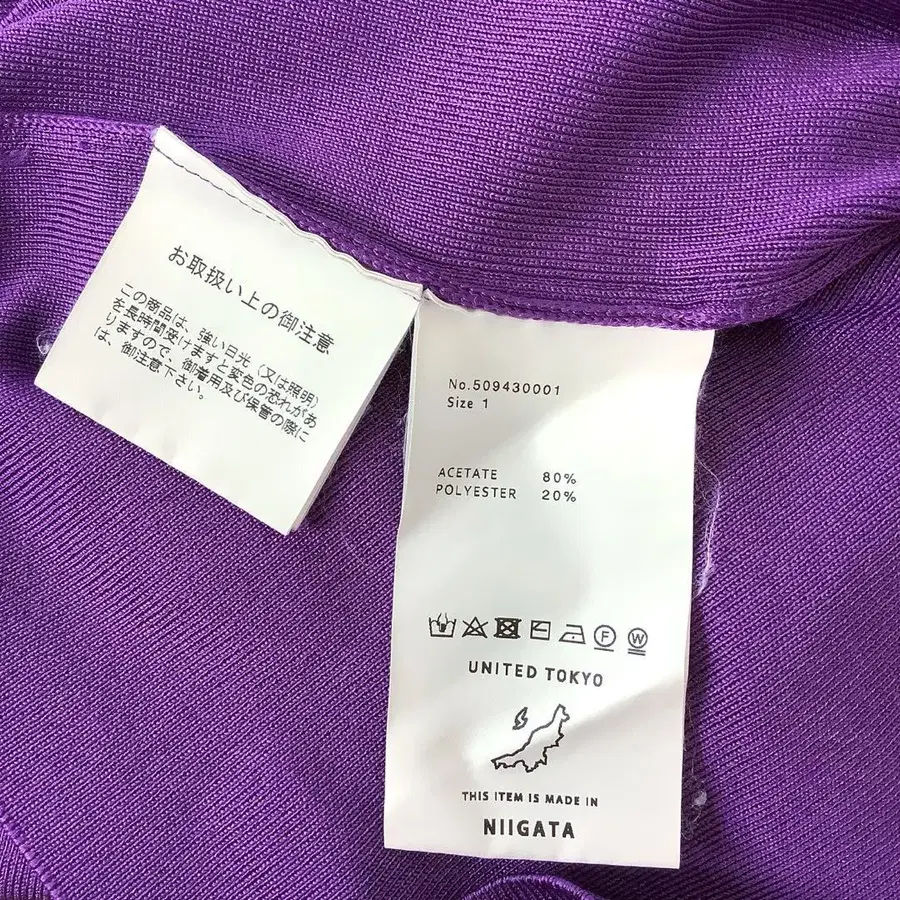 お取扱い上の御注意
この商品は、強い日光(又は照明)
を長時間受けますと変色の恐れがあ
りますので、御着用及び保管の際に
は、御注意下さい。
No.509430001
Size 1
ACETATE 80%
POLYESTER 20%
F W
UNITED TOKYO
THIS ITEM IS MADE IN
NIIGATA